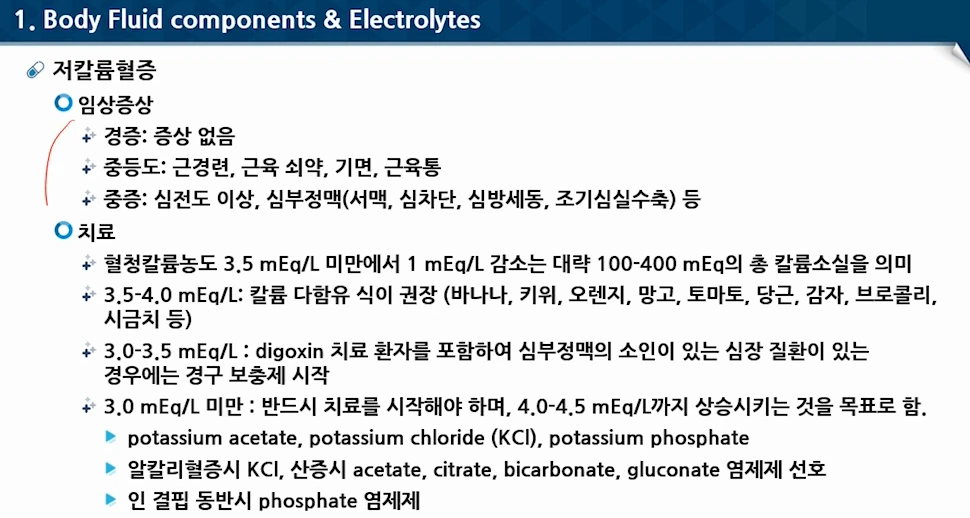 1. Body Fluid components & Electrolytes
저칼륨혈증
임상증상
경증: 증상 없음
중등도: 근경련, 근육 쇠약, 기면, 근육통
중증: 심전도 이상, 심부정맥(서맥, 심차단, 심방세동, 조기심실수축) 등
치료
혈청칼륨농도 3.5 mEq/L 미만에서 1 mEq/L 감소는 대략 100-400 mEq의 총 칼륨소실을 의미
3.5-4.0 mEq/L: 칼륨 다함유 식이 권장 (바나나, 키위, 오렌지, 망고, 토마토, 당근, 감자, 브로콜리,
시금치 등)
3.0-3.5 mEq/L : digoxin 치료 환자를 포함하여 심부정맥의 소인이 있는 심장 질환이 있는
경우에는 경구 보충제 시작
3.0 mEq/L 미만 : 반드시 치료를 시작해야 하며, 4.0-4.5 mEq/L까지 상승시키는 것을 목표로 함.
potassium acetate, potassium chloride (KCl), potassium phosphate
알칼리혈증시 KCl, 산증시 acetate, citrate, bicarbonate, gluconate 염제제 선호
인 결핍 동반시 phosphate 염제제